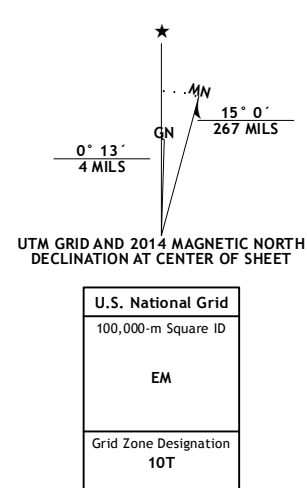 ★
MN
GN
15° 0´
267 MILS
0° 13´
4 MILS
UTM GRID AND 2014 MAGNETIC NORTH
DECLINATION AT CENTER OF SHEET
U.S. National Grid
100,000-m Square ID
EM
Grid Zone Designation
10T